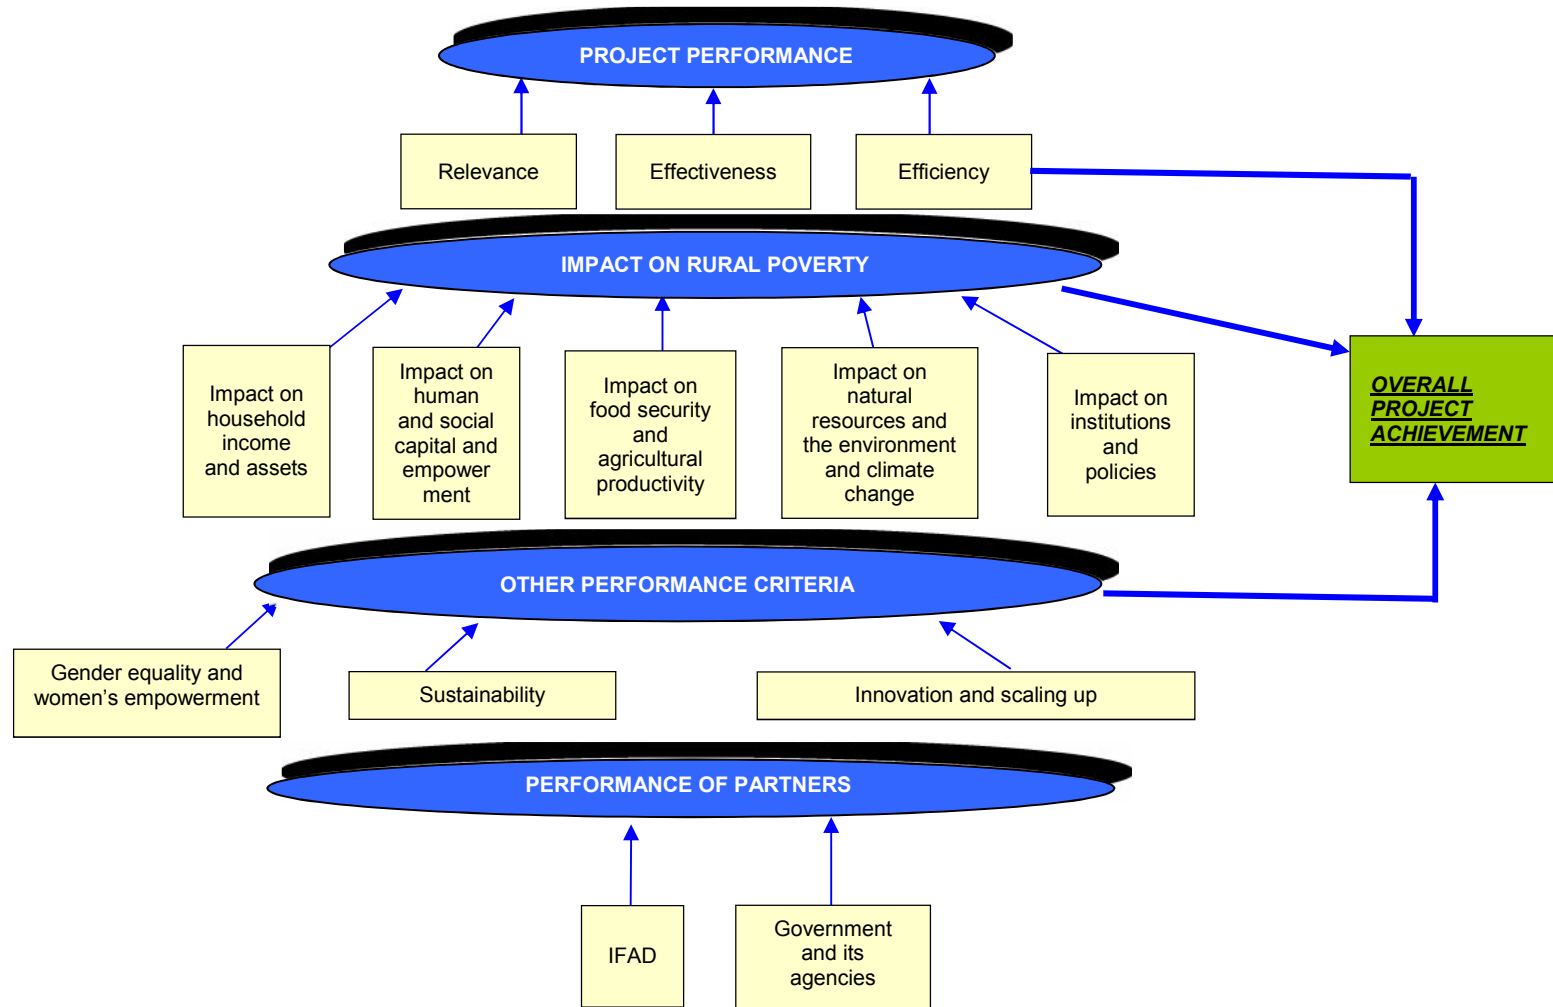 PROJECT PERFORMANCE
Relevance
Effectiveness
Efficiency
IMPACT ON RURAL POVERTY
Impact on
household
income
and assets
Impact on
human
and social
capital and
empower
ment
Impact on
food security
and
agricultural
productivity
Impact on
natural
resources and
the environment
and climate
change
Impact on
institutions
and
policies
OVERALL
PROJECT
ACHIEVEMENT
OTHER PERFORMANCE CRITERIA
Gender equality and
women’s empowerment
Sustainability
Innovation and scaling up
PERFORMANCE OF PARTNERS
IFAD
Government
and its
agencies